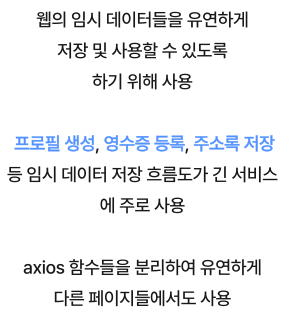 웹의 임시 데이터들을 유연하게
저장 및 사용할 수 있도록
하기 위해 사용
프로필 생성, 영수증 등록, 주소록 저장
등 임시 데이터 저장 흐름도가 긴 서비스
에 주로 사용
axios 함수들을 분리하여 유연하게
다른 페이지들에서도 사용